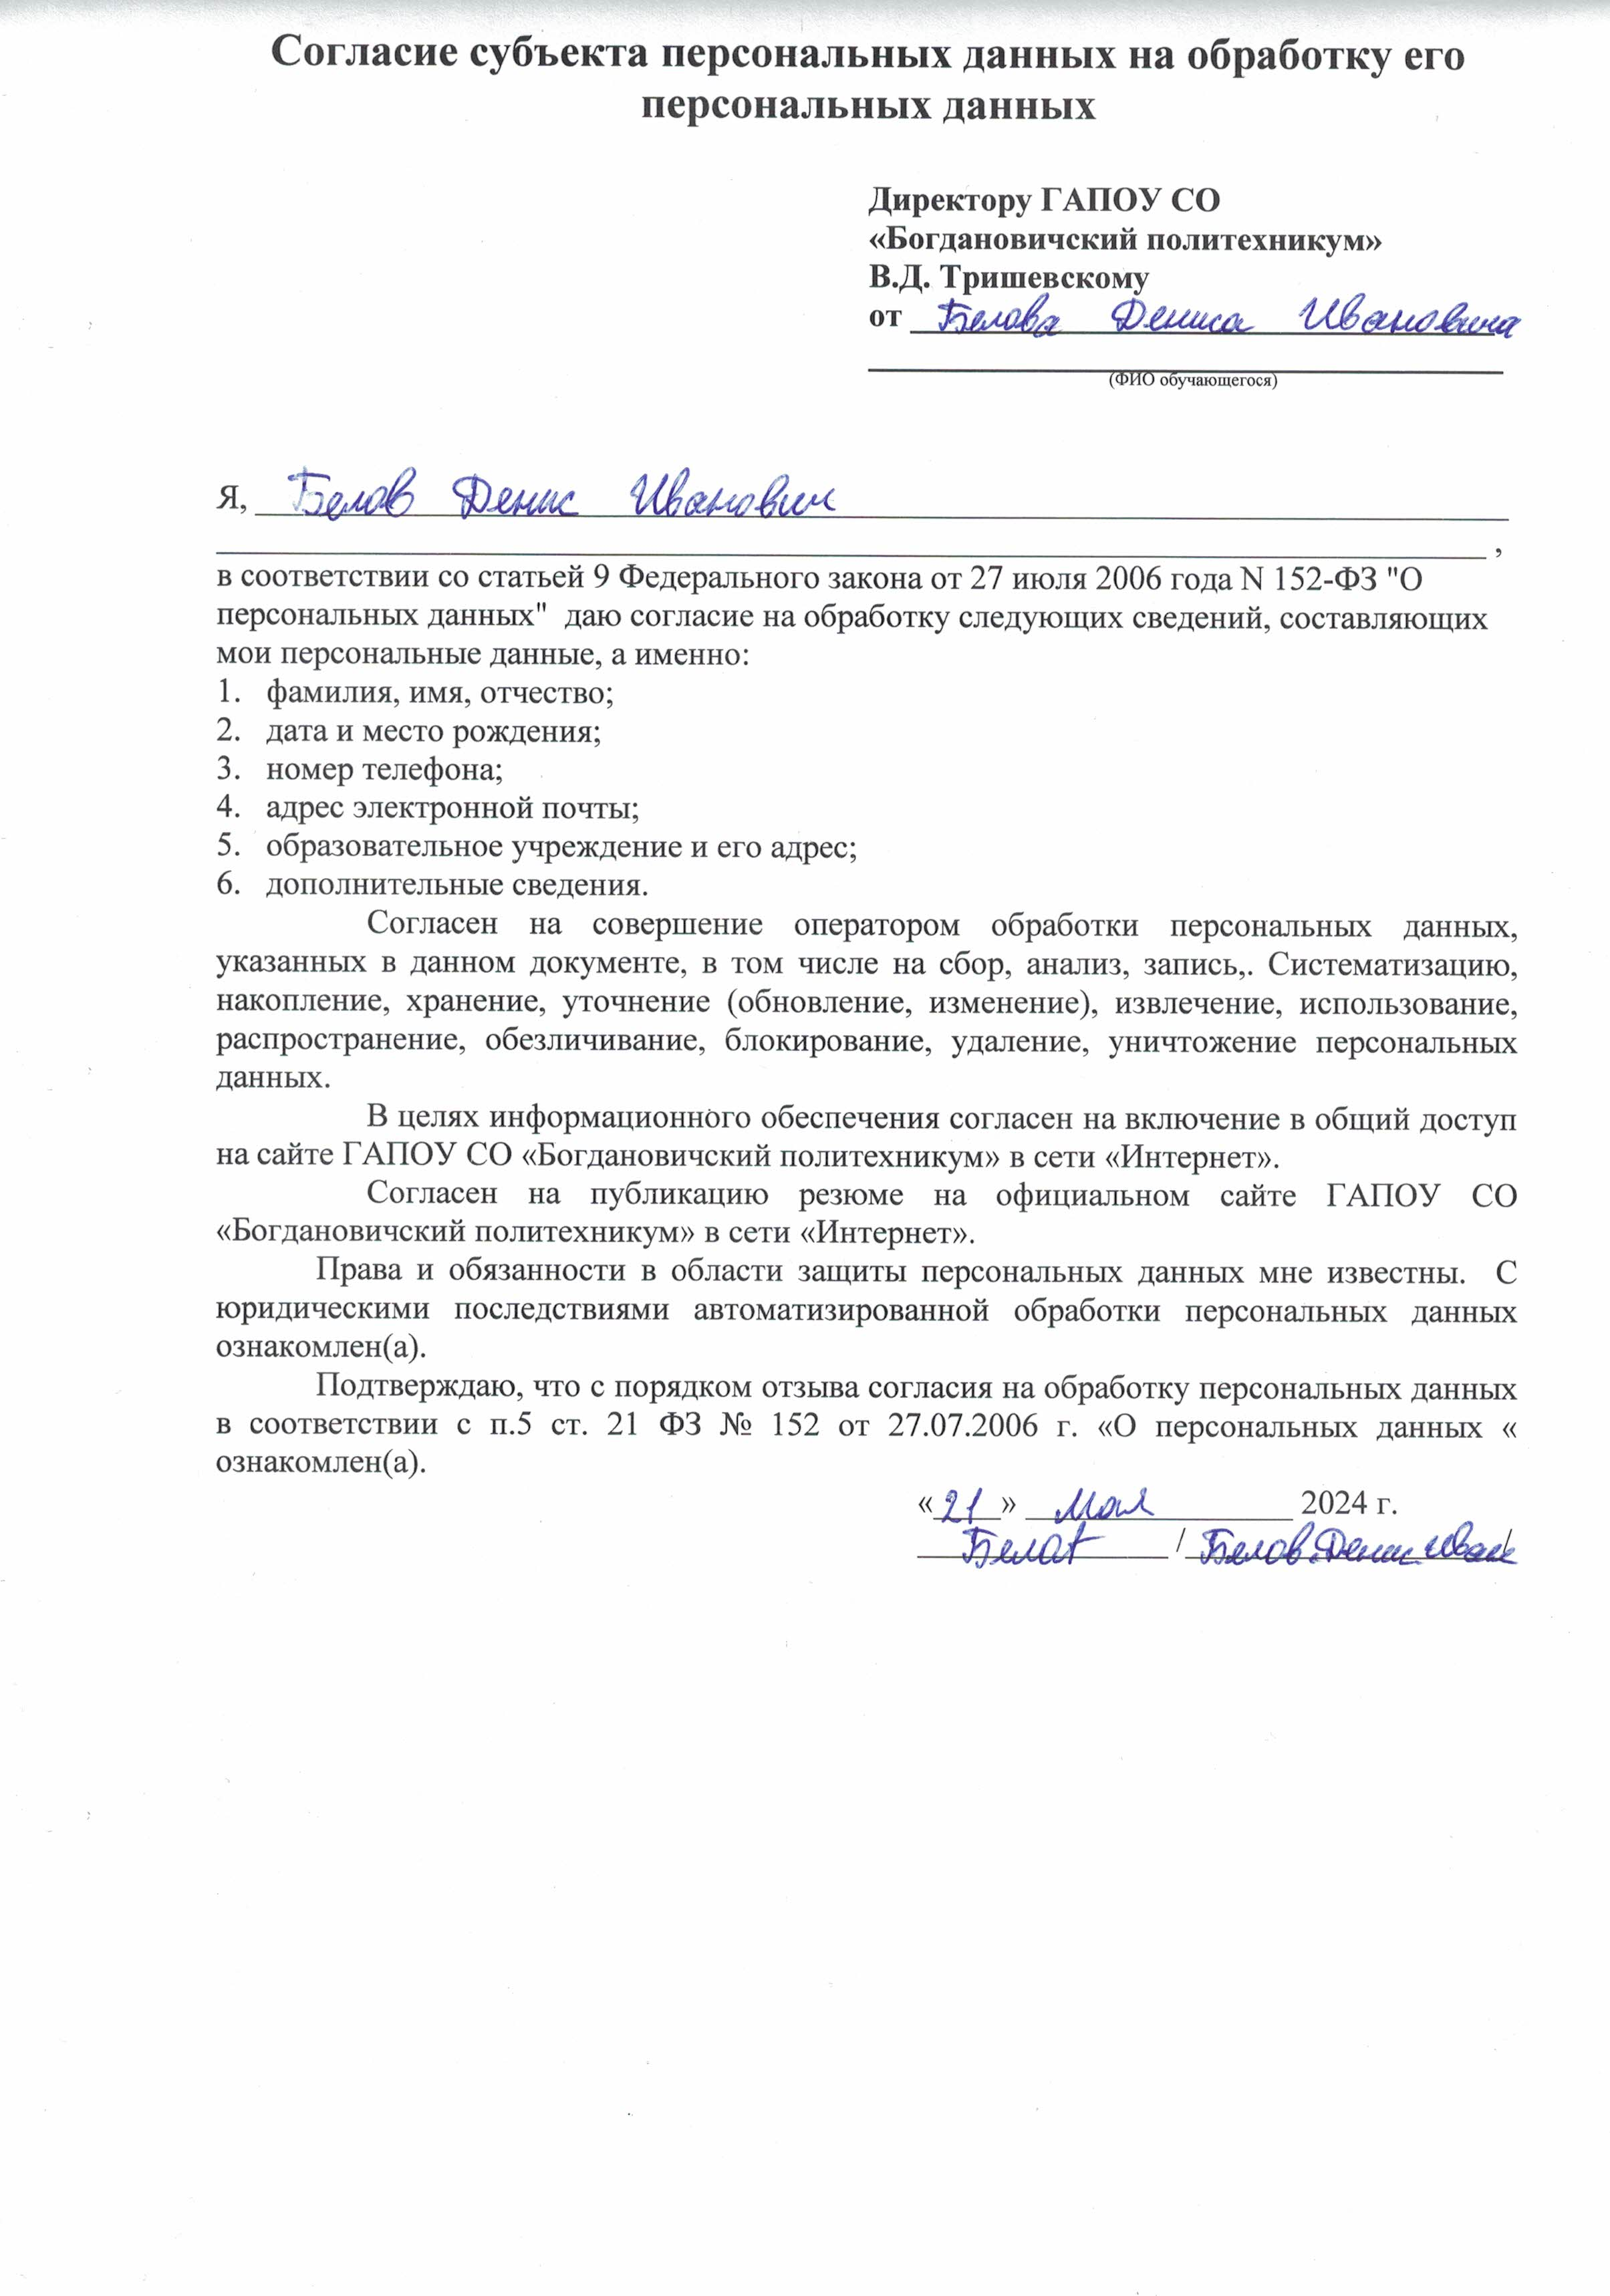 Согласие субъекта персональных данных на обработку его
персональных данных
Директору ГАПОУ СО
«Богдановичский политехникум»
В.Д. Тришевскому
от Белова Дениса Ивановича
(ФИО обучающегося)
Я, Белов Денис Иванович
,
в соответствии со статьей 9 Федерального закона от 27 июля 2006 года N 152-ФЗ "О
персональных данных" даю согласие на обработку следующих сведений, составляющих
мои персональные данные, а именно:
1. фамилия, имя, отчество;
2. дата и место рождения;
3. номер телефона;
4. адрес электронной почты;
5. образовательное учреждение и его адрес;
6. дополнительные сведения.
Согласен на совершение оператором обработки персональных данных,
указанных в данном документе, в том числе на сбор, анализ, запись,. Систематизацию,
накопление, хранение, уточнение (обновление, изменение), извлечение, использование,
распространение, обезличивание, блокирование, удаление, уничтожение персональных
данных.
В целях информационного обеспечения согласен на включение в общий доступ
на сайте ГАПОУ СО «Богдановичский политехникум» в сети «Интернет».
Согласен на публикацию резюме на официальном сайте ГАПОУ СО
«Богдановичский политехникум» в сети «Интернет».
Права и обязанности в области защиты персональных данных мне известны. С
юридическими последствиями автоматизированной обработки персональных данных
ознакомлен(а).
Подтверждаю, что с порядком отзыва согласия на обработку персональных данных
в соответствии с п.5 ст. 21 ФЗ № 152 от 27.07.2006 г. «О персональных данных «
ознакомлен(а).
«21» Мая 2024 г.
/ Белов Денис Иван /